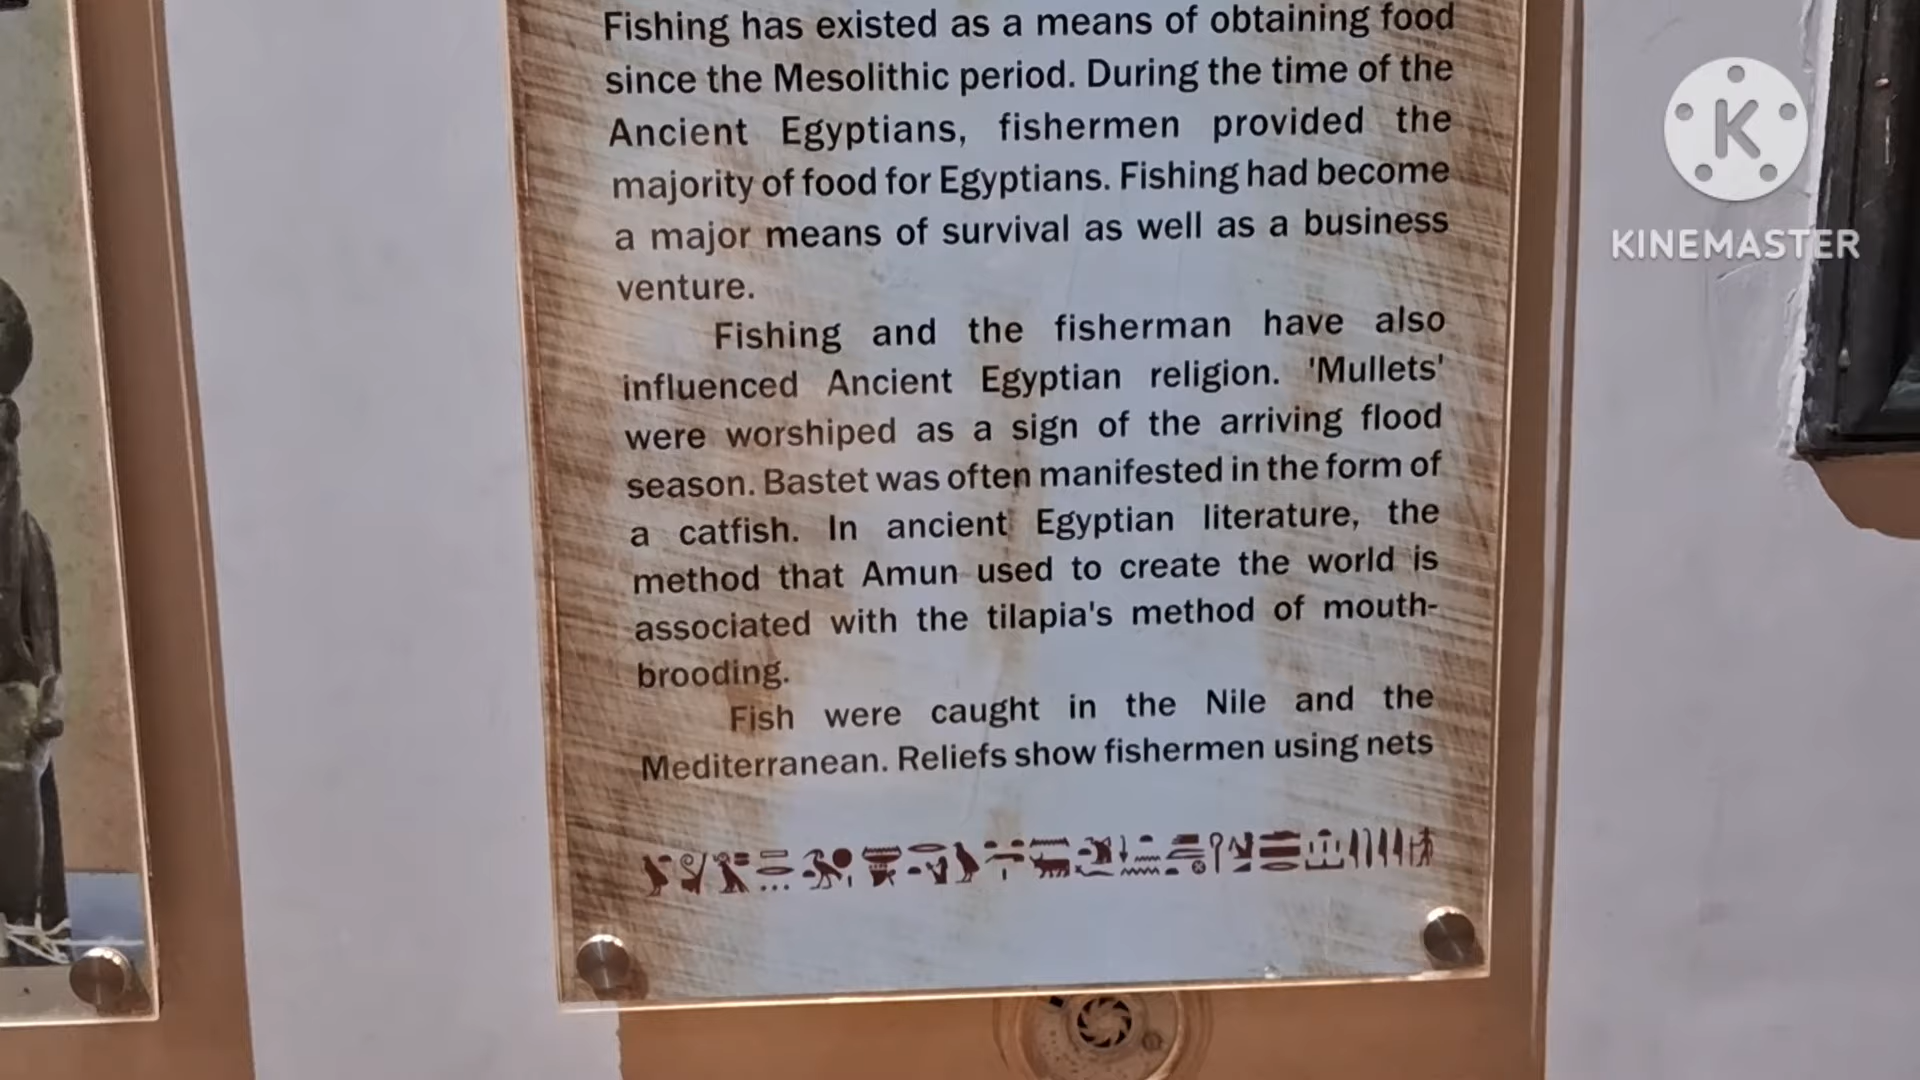 Fishing has existed as a means of obtaining food
since the Mesolithic period. During the time of the
Ancient Egyptians, fishermen provided the
majority of food for Egyptians. Fishing had become
a major means of survival as well as a business
venture.
Fishing and the fisherman have also
influenced Ancient Egyptian religion. 'Mullets'
were worshiped as a sign of the arriving flood
season. Bastet was often manifested in the form of
a catfish. In ancient Egyptian literature, the
method that Amun used to create the world is
associated with the tilapia's method of mouth-
brooding.
Fish were caught in the Nile and the
Mediterranean. Reliefs show fishermen using nets
K
KINEMASTER